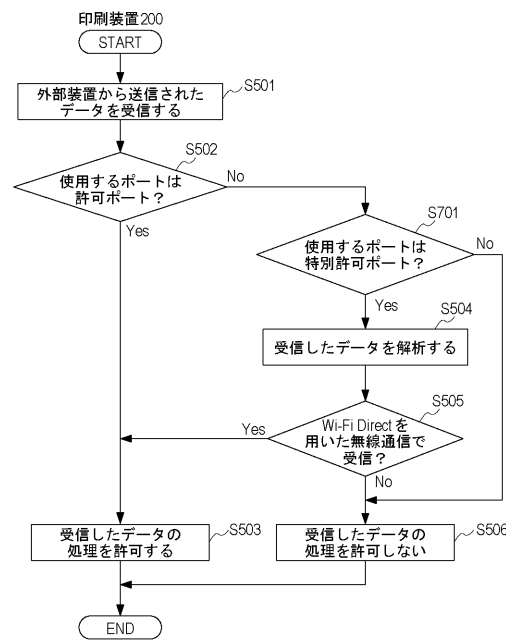 印刷装置200
START
S501
外部装置から送信された
データを受信する
S502
使用するポートは
許可ポート？
No
Yes
S701
使用するポートは
特別許可ポート？
No
Yes
S504
受信したデータを解析する
S505
Wi-Fi Directを
用いた無線通信で
受信？
Yes
No
S503
受信したデータの
処理を許可する
S506
受信したデータの
処理を許可しない
END